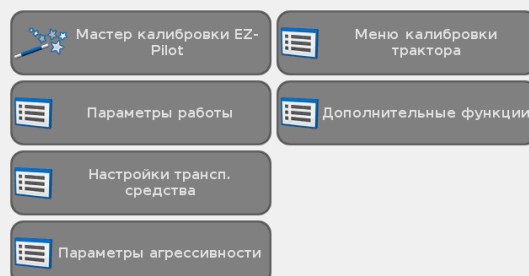 Мастер калибровки EZ-
Pilot
Меню калибровки
трактора
Параметры работы
Дополнительные функции
Настройки трансп.
средства
Параметры агрессивности